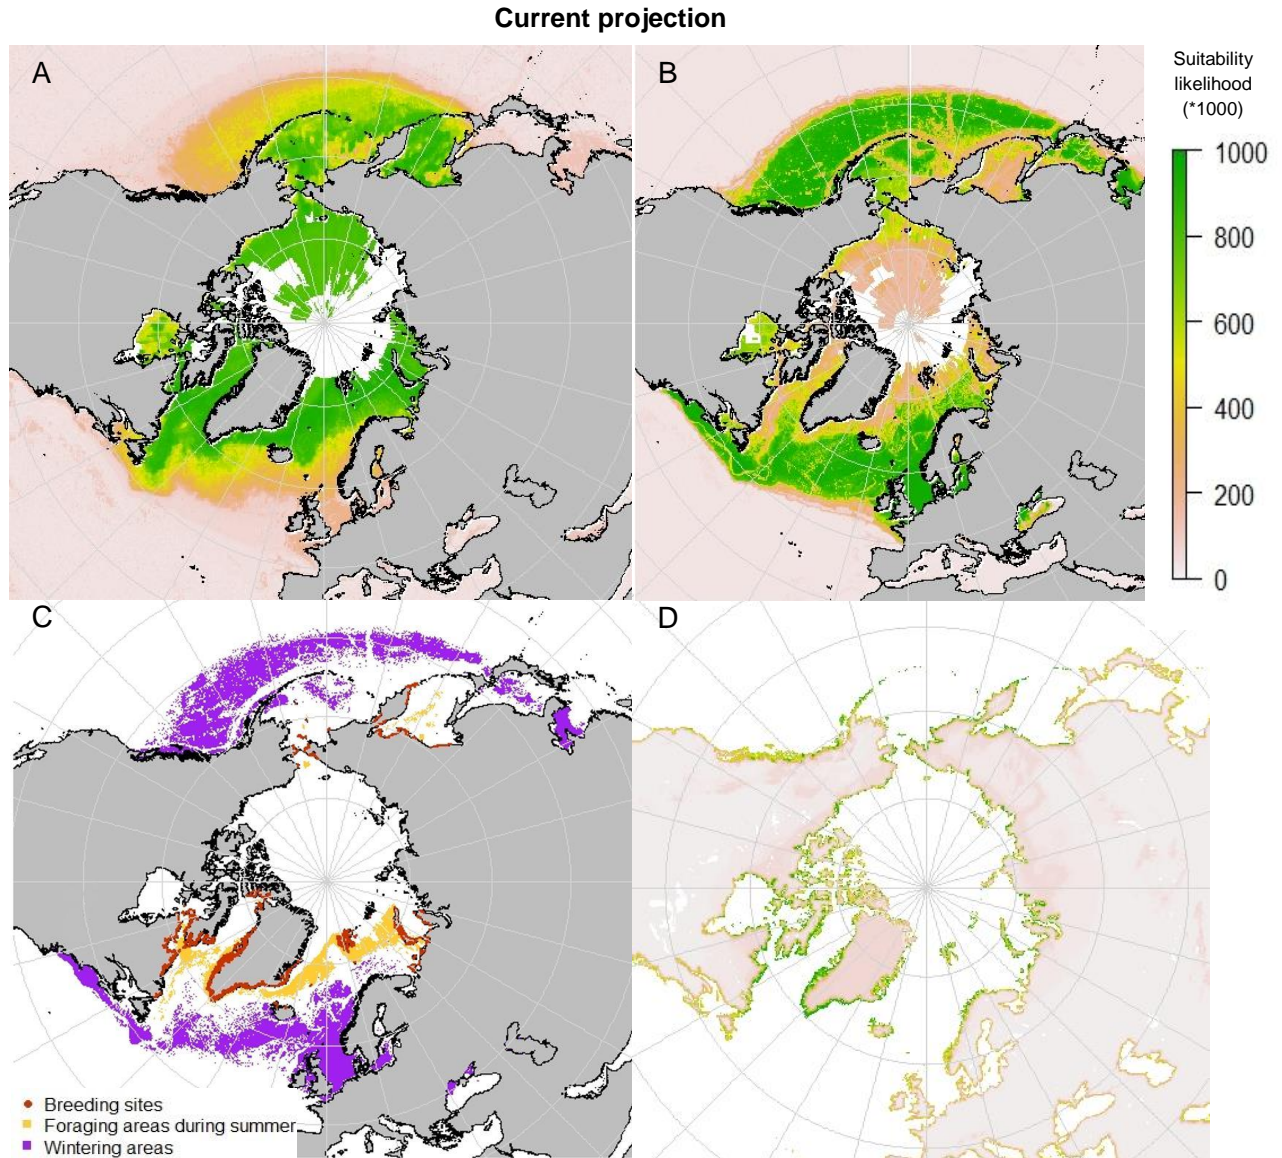 Current projection
A
B
Suitability
likelihood
(*1000)
1000
800
600
400
200
0
C
D
Breeding sites
Foraging areas during summer
Wintering areas